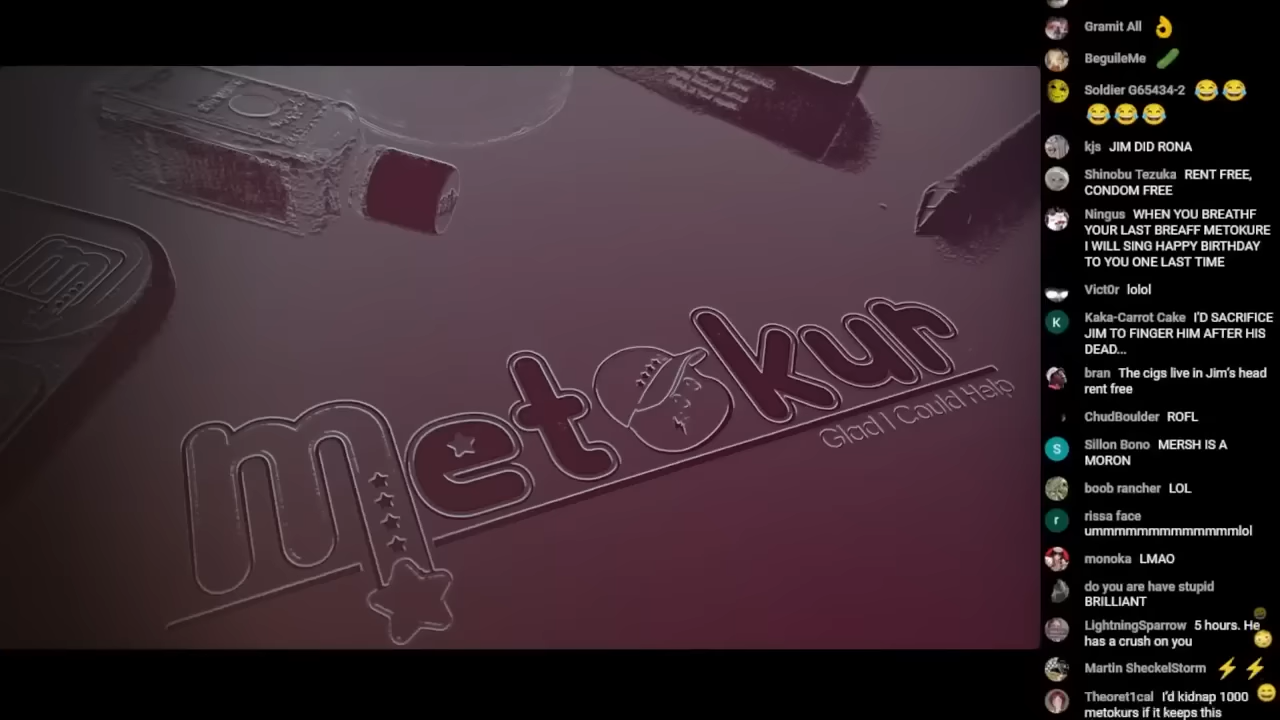 metokur
Glad I Could Help
m
Gramit All 👌
BeguileMe 🥒
Soldier G65434-2 😂😂
😂😂😂
kjs JIM DID RONA
Shinobu Tezuka RENT FREE,
CONDOM FREE
Ningus WHEN YOU BREATHF
YOUR LAST BREAFF METOKURE
I WILL SING HAPPY BIRTHDAY
TO YOU ONE LAST TIME
Vict0r lolol
K Kaka-Carrot Cake I'D SACRIFICE
JIM TO FINGER HIM AFTER HIS
DEAD...
bran The cigs live in Jim's head
rent free
ChudBoulder ROFL
S Sillon Bono MERSH IS A
MORON
boob rancher LOL
r rissa face
ummmmmmmmmmmmmlol
monoka LMAO
do you are have stupid
BRILLIANT
LightningSparrow 5 hours. He
has a crush on you
Martin SheckelStorm ⚡⚡
Theoret1cal I'd kidnap 1000
metokurs if it keeps this